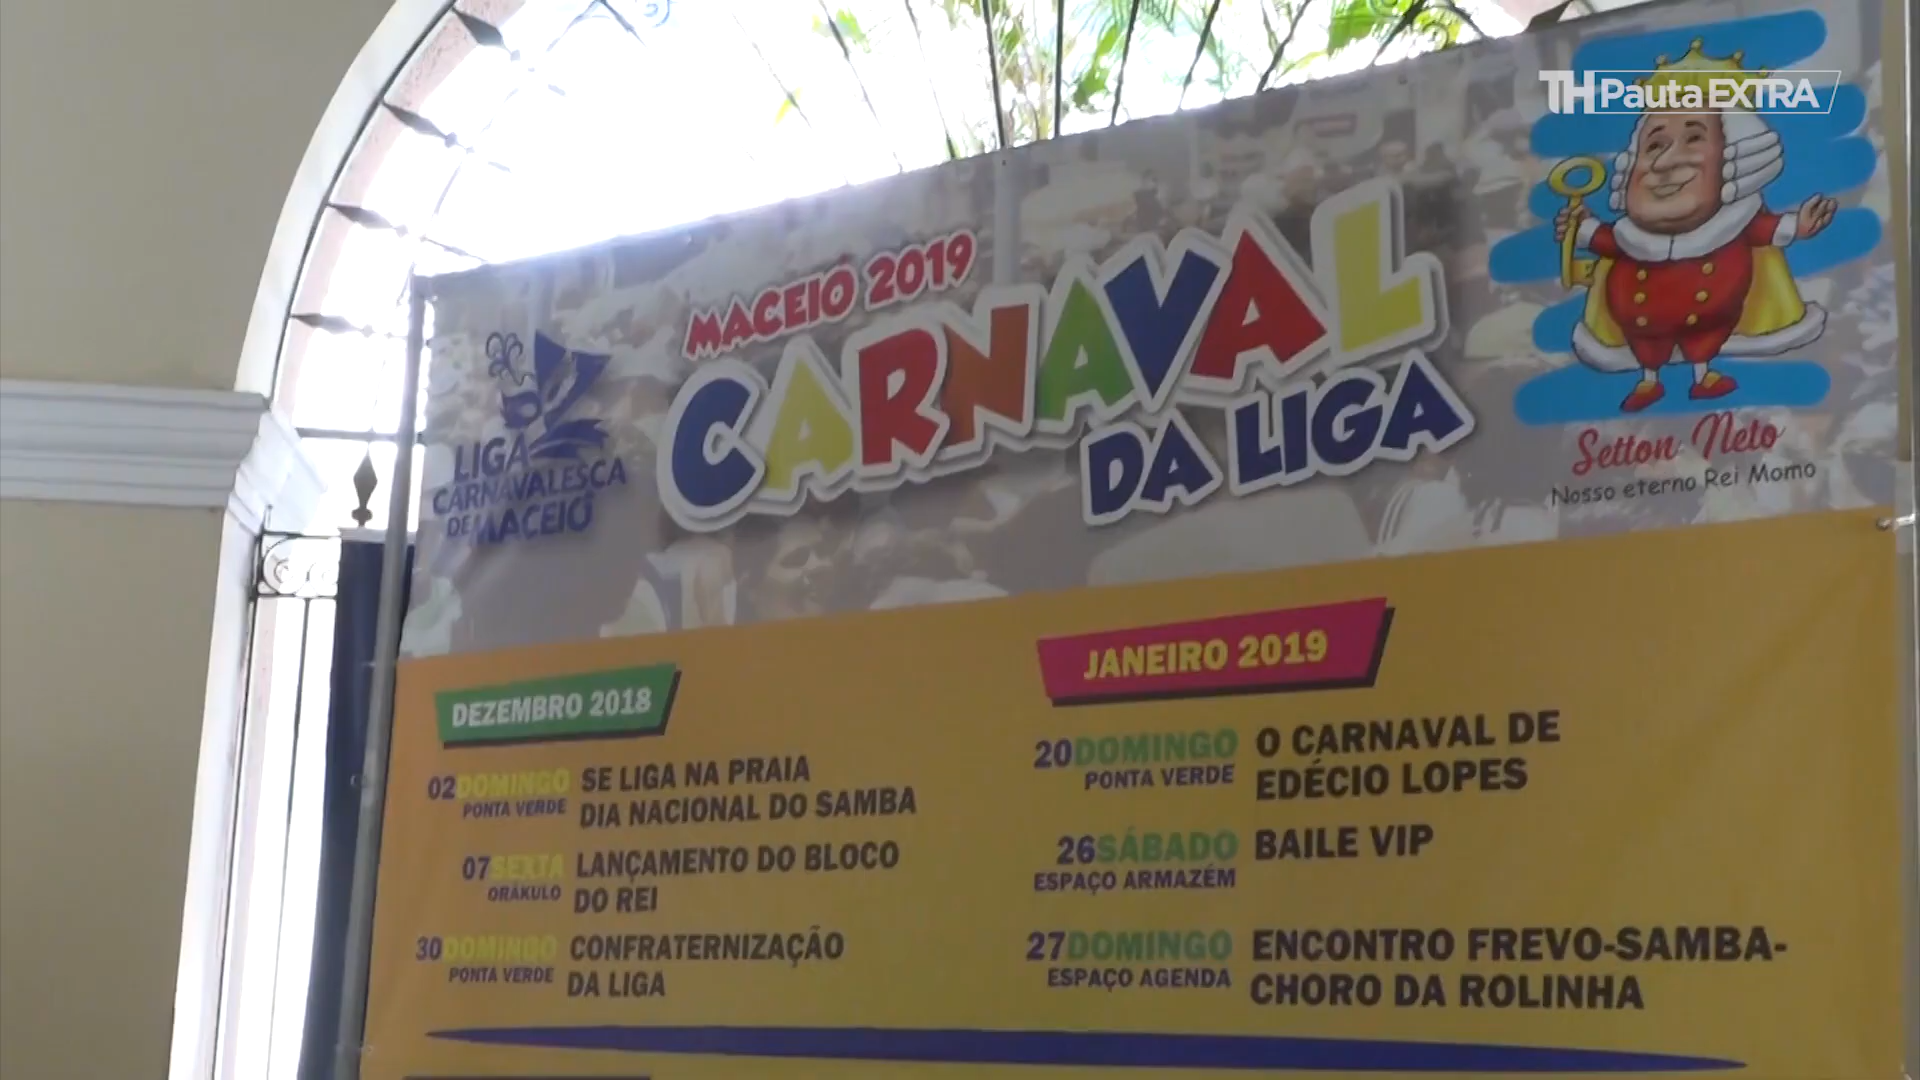 TH Pauta EXTRA
MACEIÓ 2019
CARNAVAL
DA LIGA
LIGA
CARNAVALESCA
DE MACEIÓ
Setton Neto
Nosso eterno Rei Momo
DEZEMBRO 2018
02 DOMINGO SE LIGA NA PRAIA
PONTA VERDE DIA NACIONAL DO SAMBA
07 SEXTA LANÇAMENTO DO BLOCO
ORÁKULO DO REI
30 DOMINGO CONFRATERNIZAÇÃO
PONTA VERDE DA LIGA
JANEIRO 2019
20 DOMINGO O CARNAVAL DE
PONTA VERDE EDÉCIO LOPES
26 SÁBADO BAILE VIP
ESPAÇO ARMAZÉM
27 DOMINGO ENCONTRO FREVO-SAMBA-
ESPAÇO AGENDA CHORO DA ROLINHA